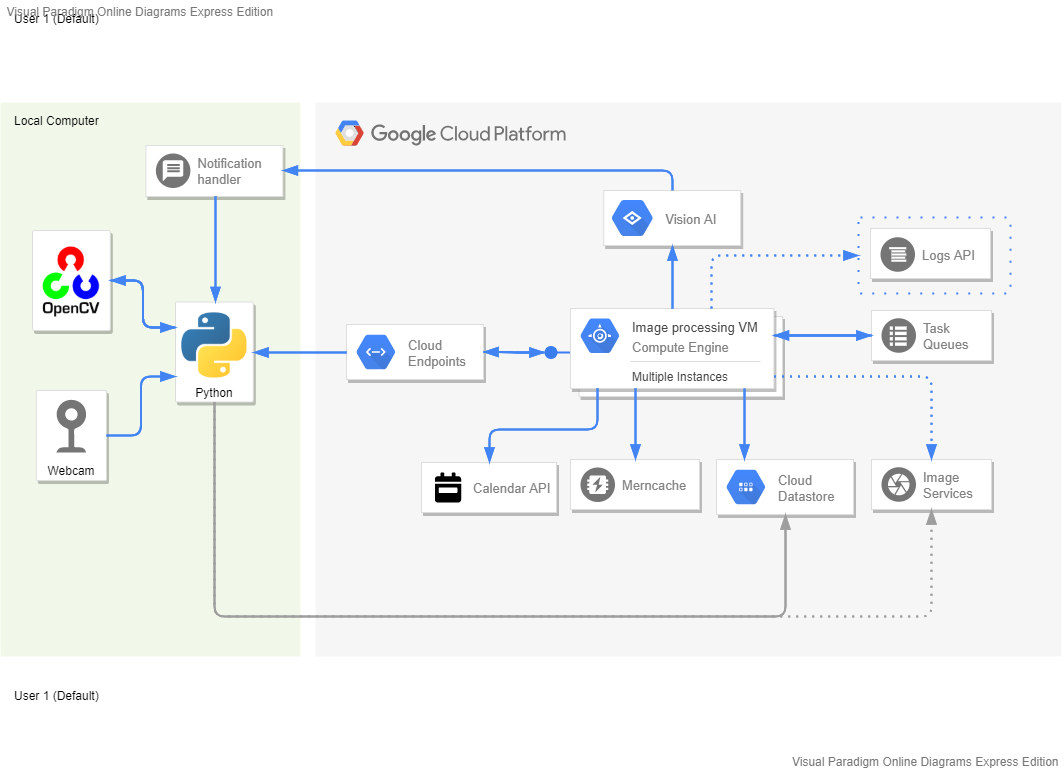 Visual Paradigm Online Diagrams Express Edition
User 1 (Default)
Local Computer
Google Cloud Platform
Notification
handler
Vision AI
Logs API
OpenCV
Image processing VM
Compute Engine
Multiple Instances
Task
Queues
Cloud
Endpoints
Python
Webcam
Calendar API
Merncache
Cloud
Datastore
Image
Services
User 1 (Default)
Visual Paradigm Online Diagrams Express Edition